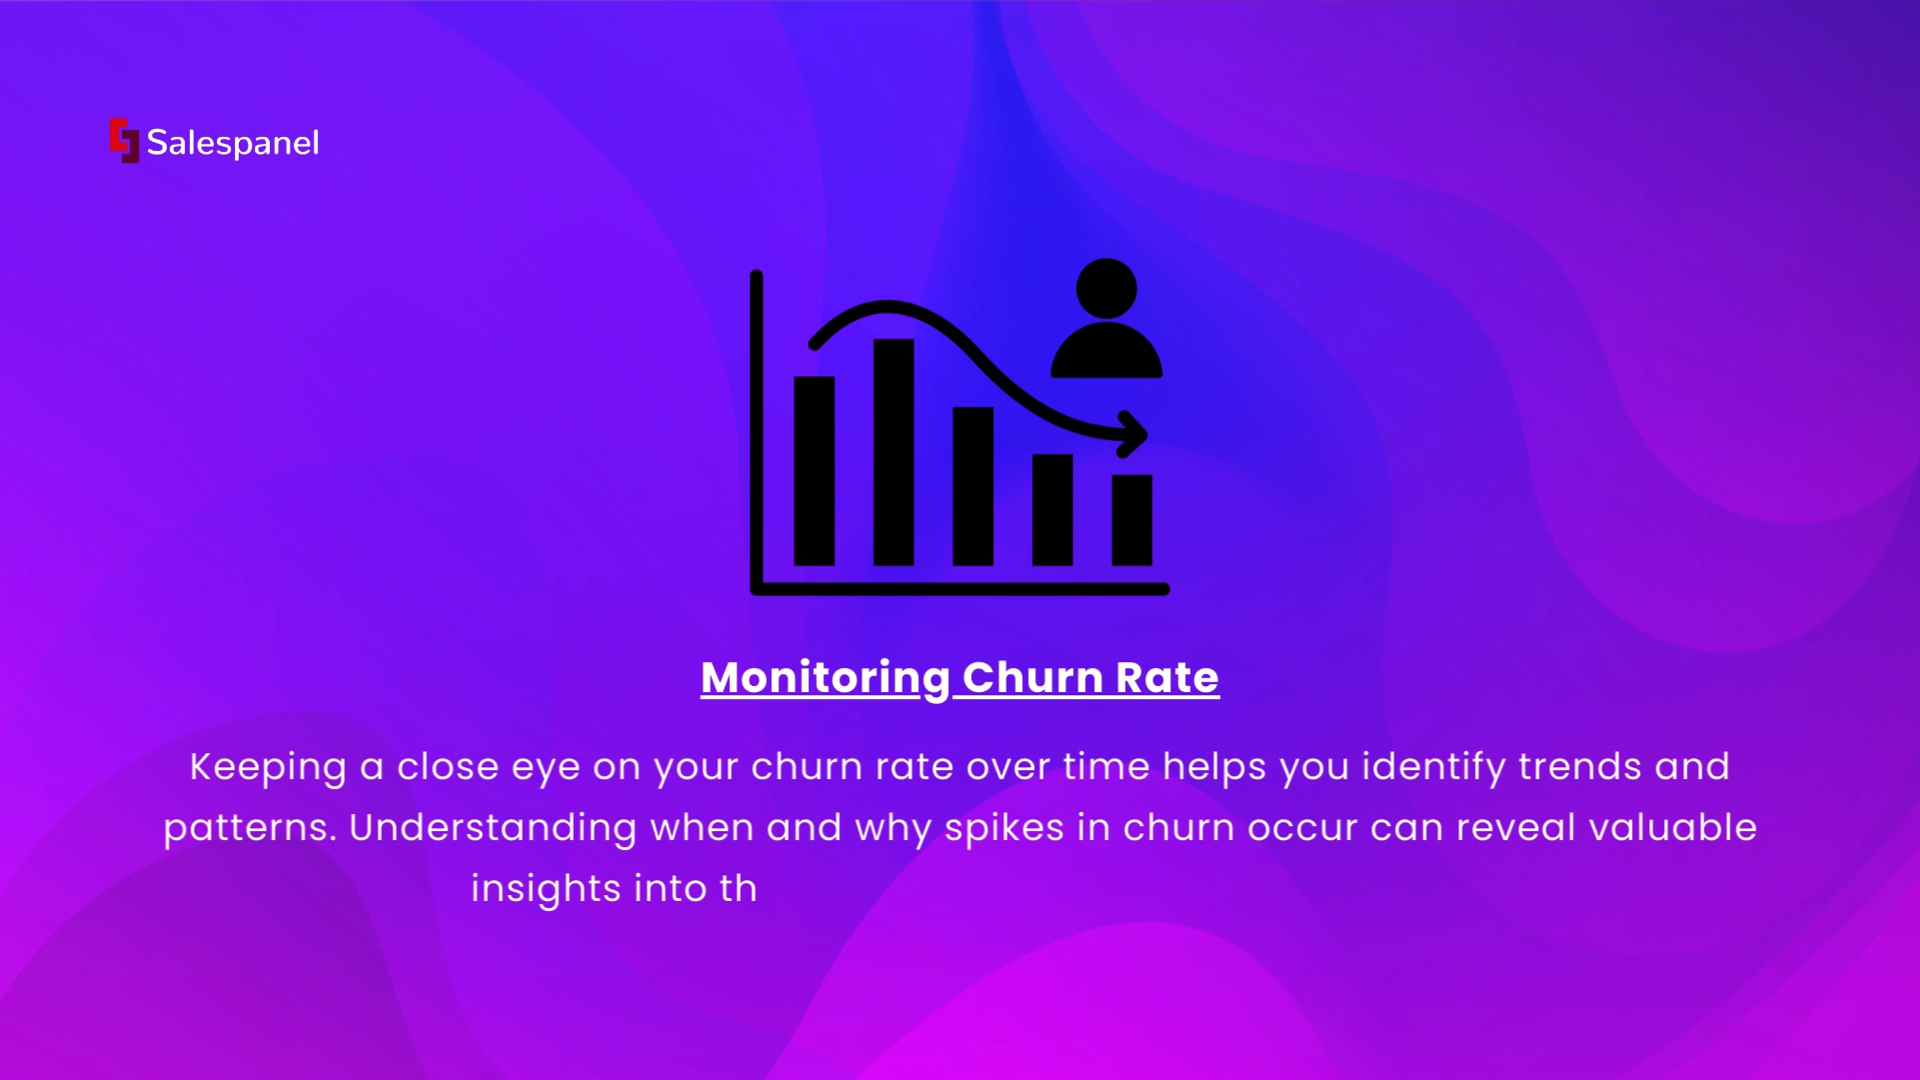 Salespanel
Monitoring Churn Rate
Keeping a close eye on your churn rate over time helps you identify trends and
patterns. Understanding when and why spikes in churn occur can reveal valuable
insights into th